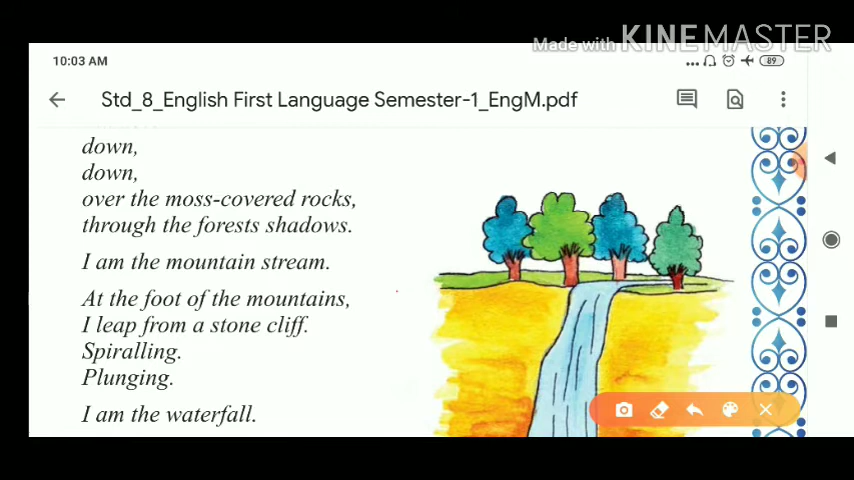 Made with KINEMASTER
10:03 AM
89
Std_8_English First Language Semester-1_EngM.pdf
down,
down,
over the moss-covered rocks,
through the forests shadows.
I am the mountain stream.
At the foot of the mountains,
I leap from a stone cliff.
Spiralling.
Plunging.
I am the waterfall.